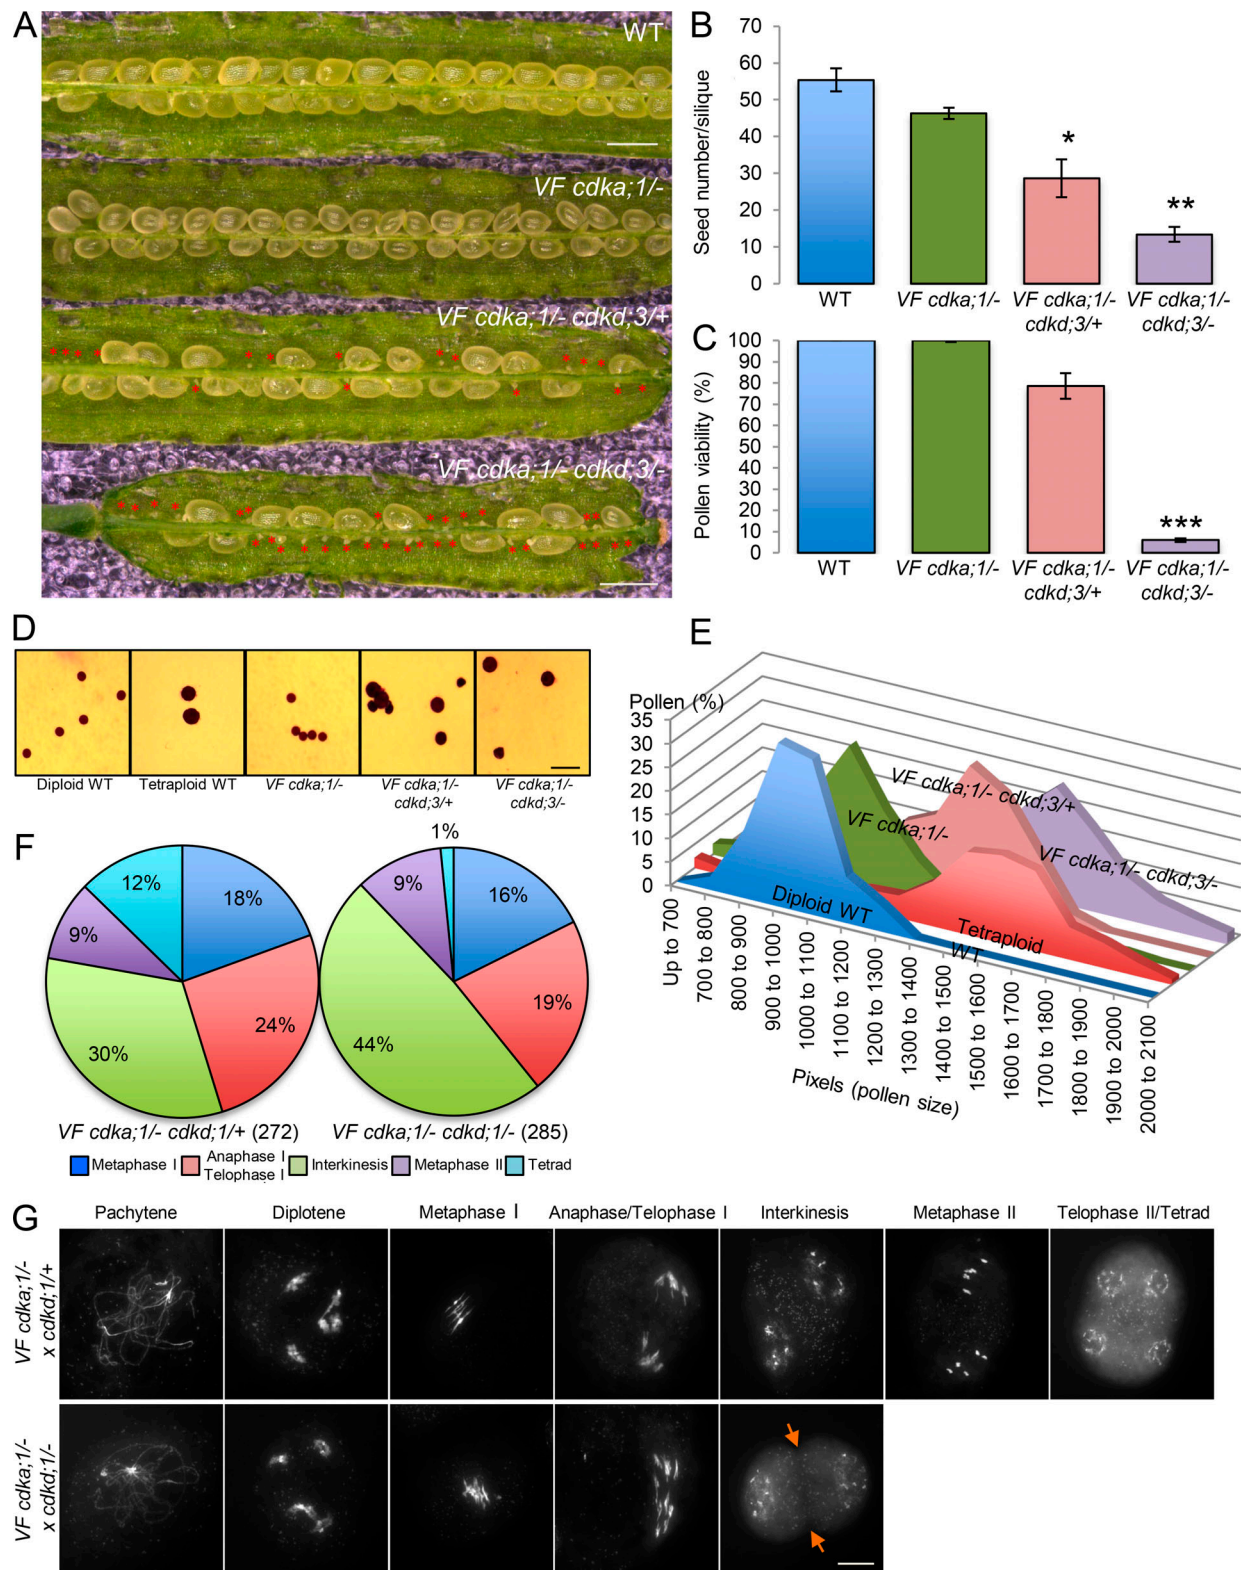 A
WT
VF cdka;1/-
VF cdka;1/- cdkd,3/+
VF cdka;1/- cdkd,3/-
B
Seed number/silique
70
60
50
40
30
20
10
0
*
**
WT
VF cdka;1/-
VF cdka;1/-
cdkd;3/+
VF cdka;1/-
cdkd;3/-
C
Pollen viability (%)
100
90
80
70
60
50
40
30
20
10
0
***
WT
VF cdka;1/-
VF cdka;1/-
cdkd;3/+
VF cdka;1/-
cdkd;3/-
D
Diploid WT
Tetraploid WT
VF cdka;1/-
VF cdka;1/-
cdkd;3/+
VF cdka;1/-
cdkd;3/-
E
Pollen (%)
35
30
25
20
15
10
5
0
VF cdka;1/- cdkd;3/+
VF cdka;1/-
VF cdka;1/- cdkd;3/-
Diploid WT
Tetraploid
WT
Up to 700
700 to 800
800 to 900
900 to 1000
1000 to 1100
1100 to 1200
1200 to 1300
1300 to 1400
1400 to 1500
1500 to 1600
1600 to 1700
1700 to 1800
1800 to 1900
1900 to 2000
2000 to 2100
Pixels (pollen size)
F
12%
18%
9%
24%
30%
1%
9%
16%
19%
44%
VF cdka;1/- cdkd;1/+ (272)
VF cdka;1/- cdkd;1/- (285)
Metaphase I
Anaphase I
Telophase I
Interkinesis
Metaphase II
Tetrad
G
Pachytene
Diplotene
Metaphase I
Anaphase/Telophase I
Interkinesis
Metaphase II
Telophase II/Tetrad
VF cdka;1/-
x cdkd;1/+
VF cdka;1/-
x cdkd;1/-